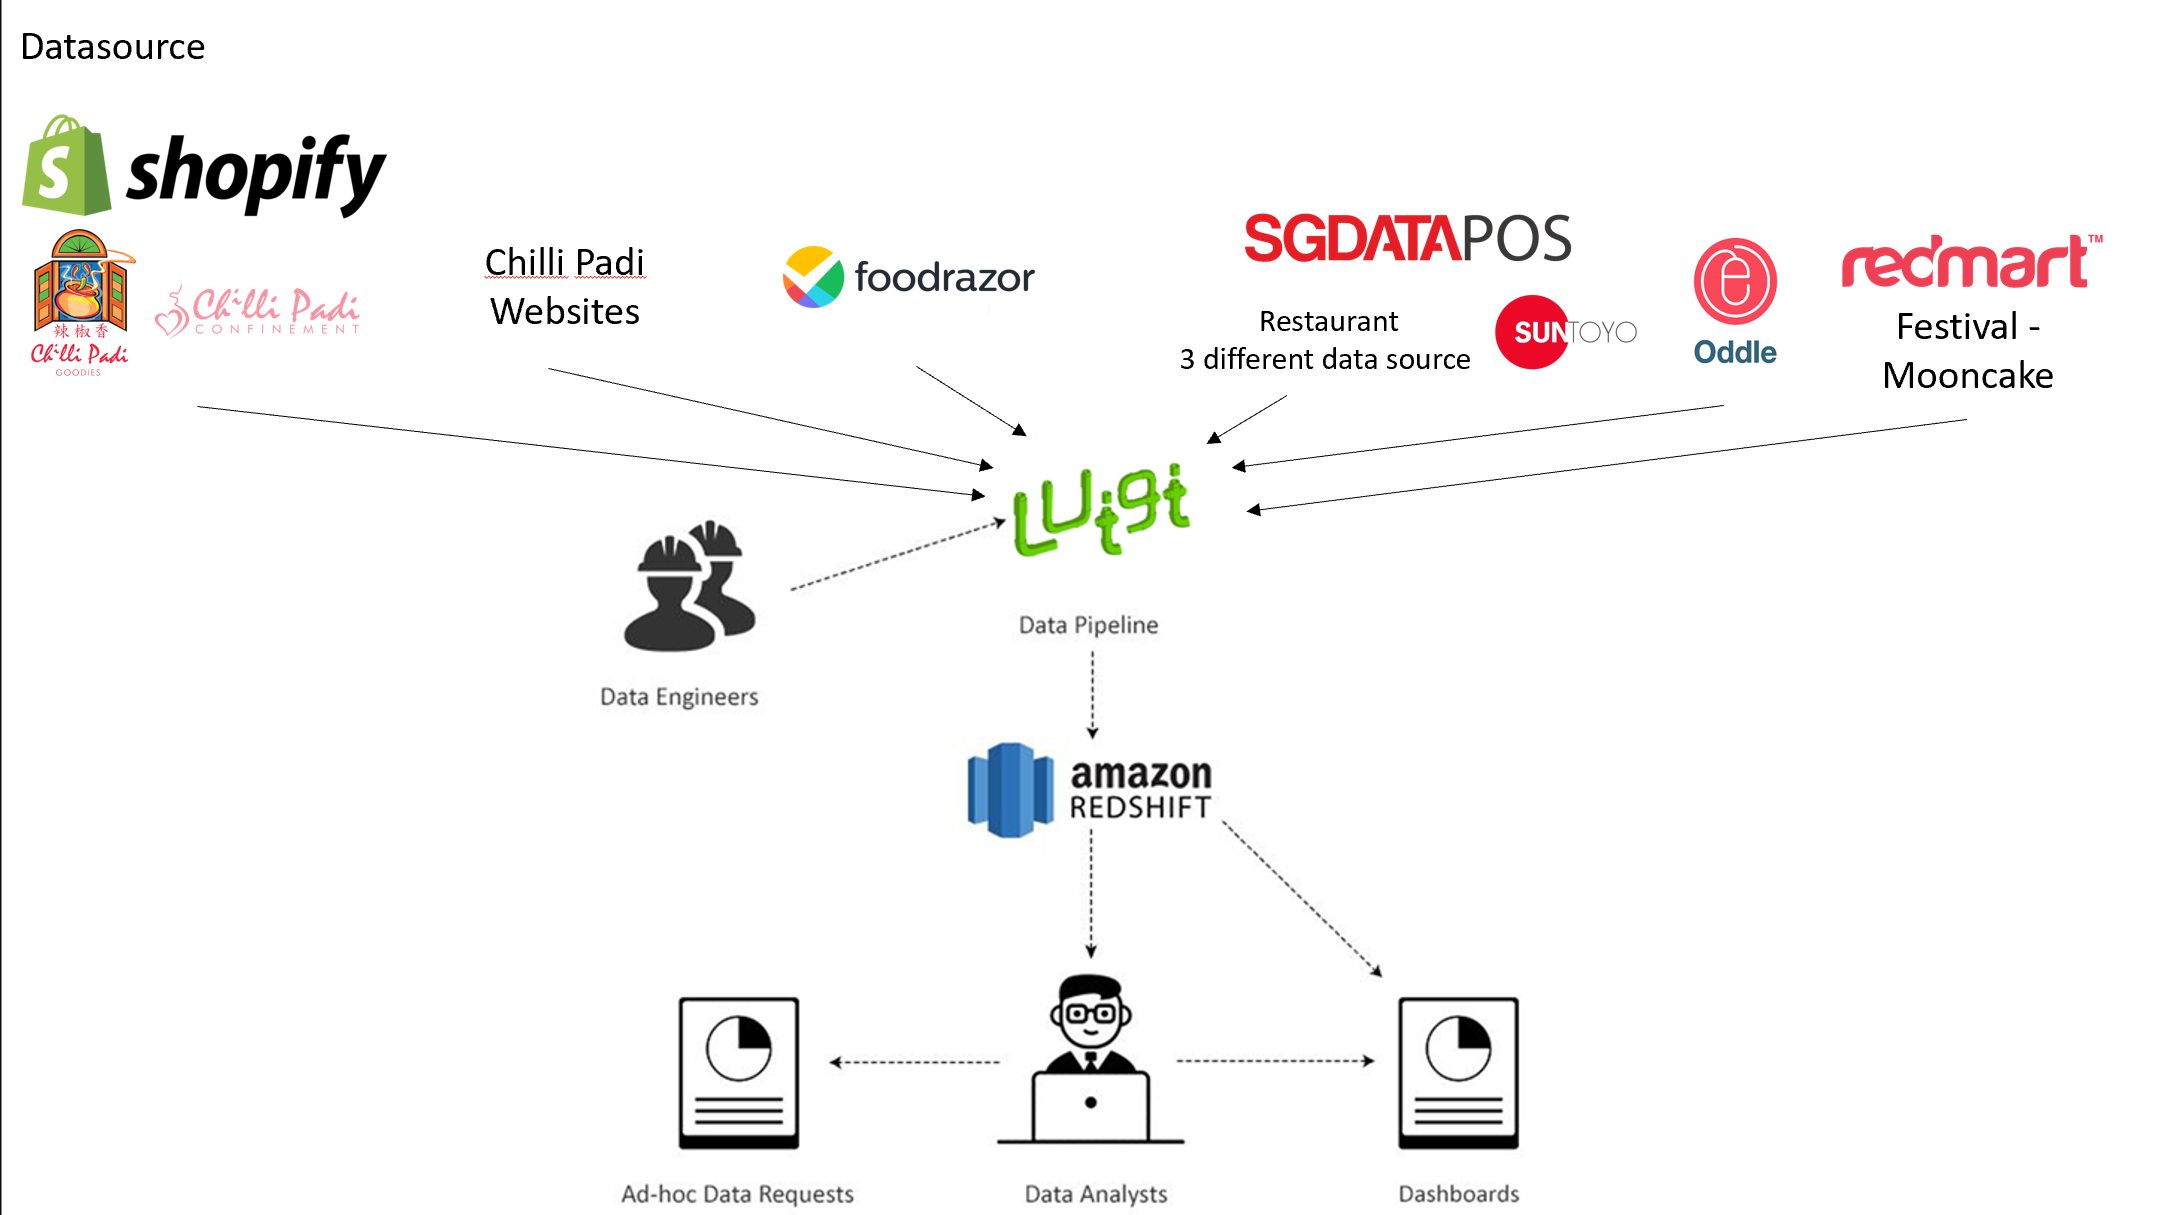 Datasource
S shopify
辣椒香
Chilli Padi
GOODIES
Chilli Padi
CONFINEMENT
Chilli Padi
Websites
foodrazor
SGDATAPOS
Restaurant
3 different data source
SUNTOYO
e
Oddle
redmart™
Festival -
Mooncake
Luigi
Data Pipeline
Data Engineers
amazon
REDSHIFT
Ad-hoc Data Requests
Data Analysts
Dashboards